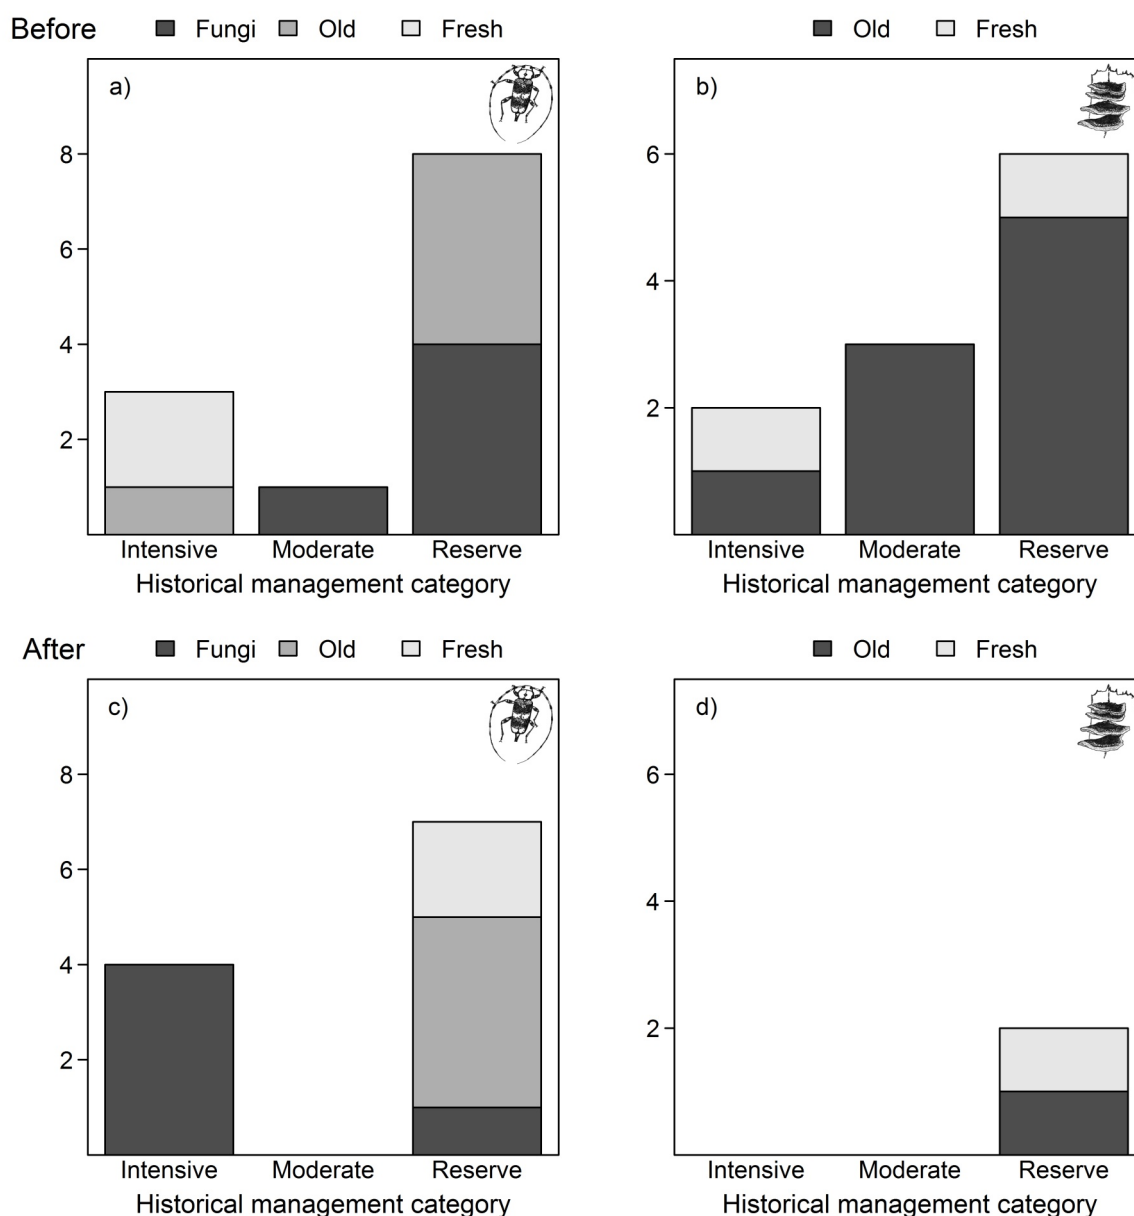 Before Fungi Old Fresh
Old Fresh
a)
8
6
4
2
Intensive Moderate Reserve
Historical management category
b)
6
4
2
Intensive Moderate Reserve
Historical management category
After Fungi Old Fresh
Old Fresh
c)
8
6
4
2
Intensive Moderate Reserve
Historical management category
d)
6
4
2
Intensive Moderate Reserve
Historical management category